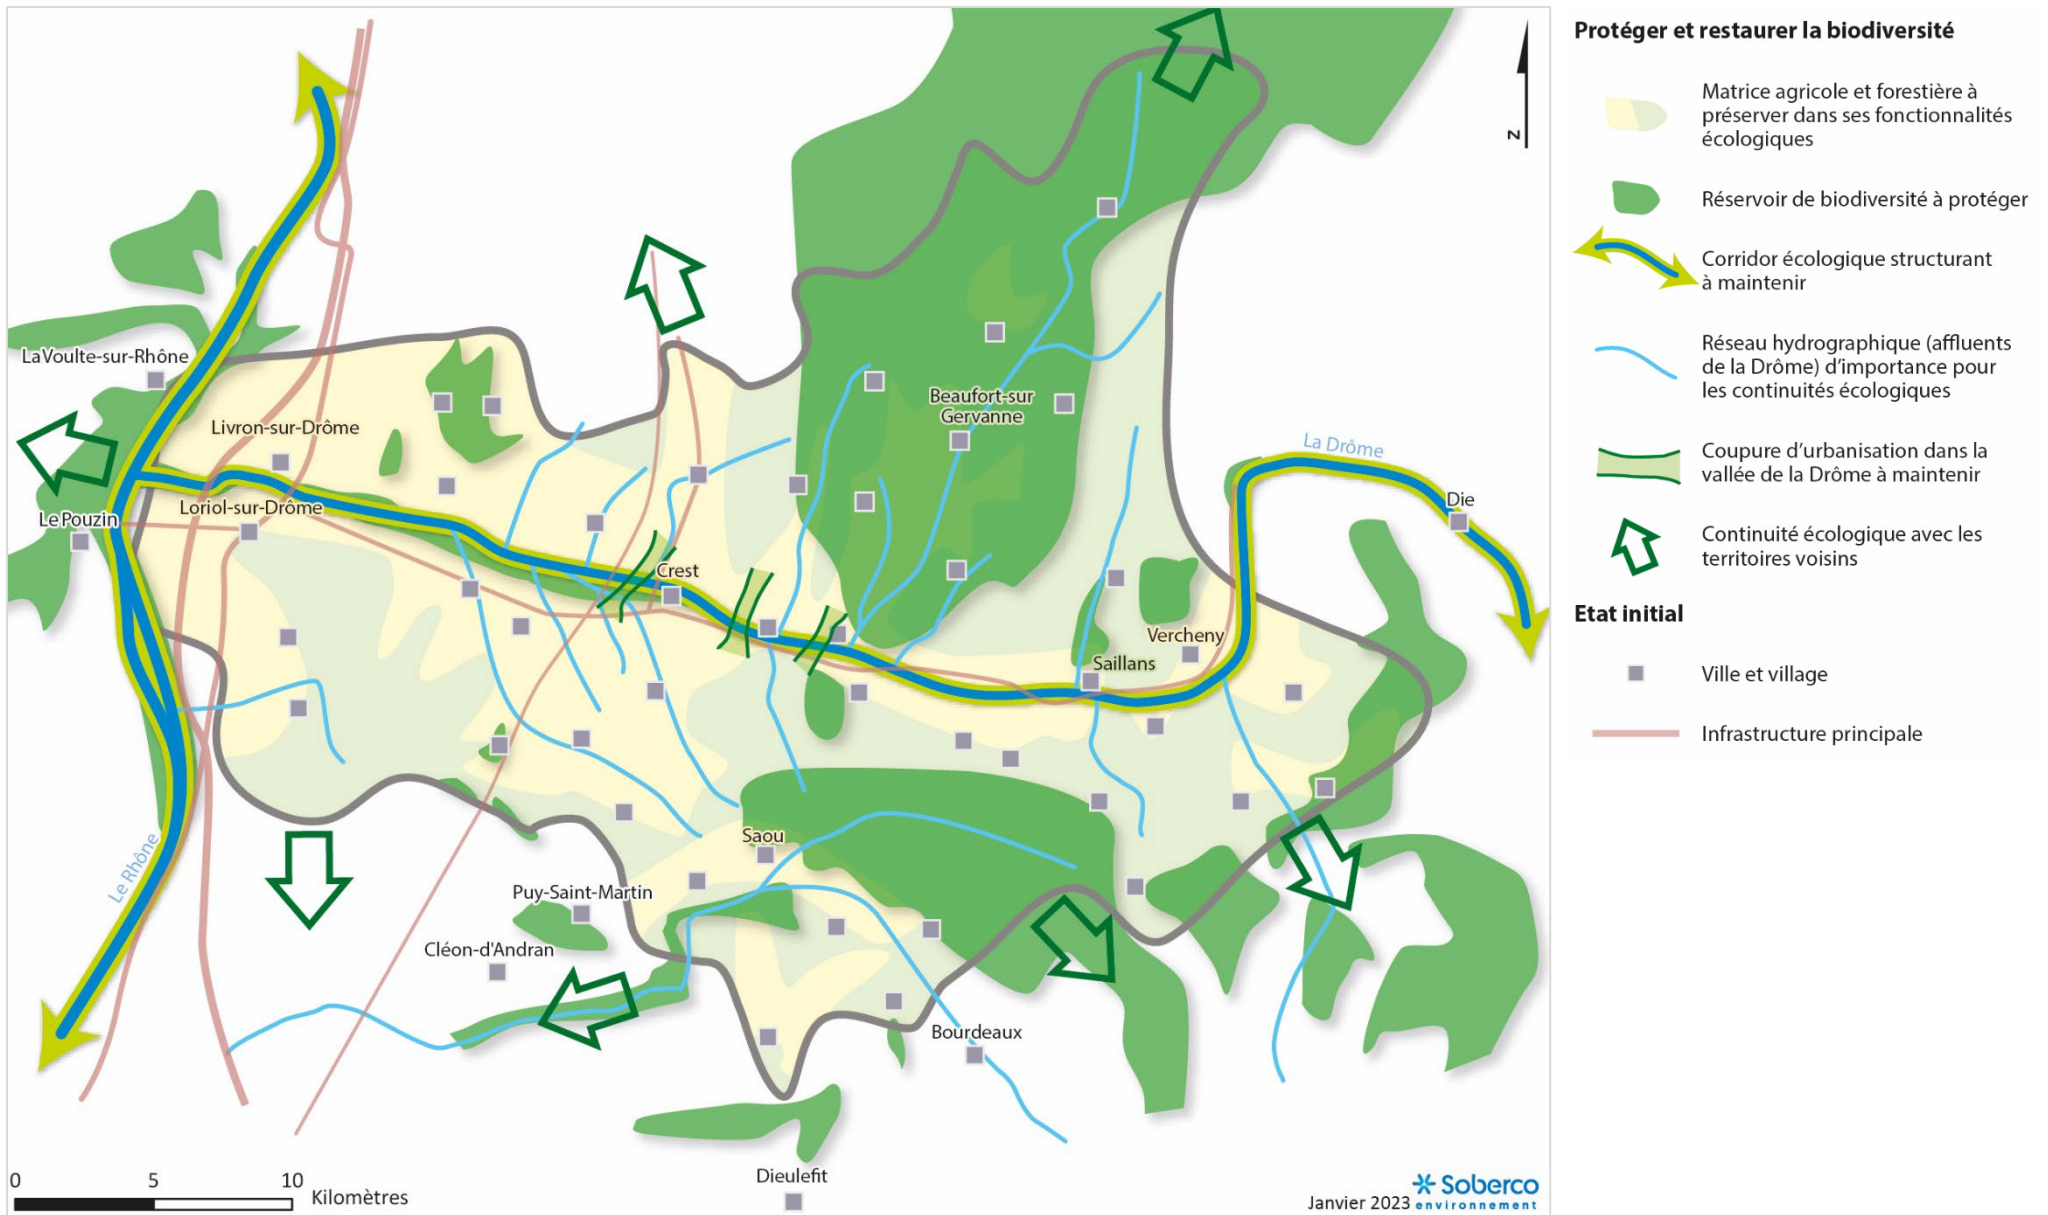 La Voulte-sur-Rhône
Livron-sur-Drôme
Loriol-sur-Drôme
Le Pouzin
Crest
Beaufort-sur
Gervanne
La Drôme
Die
Vercheny
Saillans
Saou
Puy-Saint-Martin
Cléon-d'Andran
Le Rhône
Bourdeaux
Dieulefit
N
0 5 10
Kilomètres
Janvier 2023
Soberco
environnement
Protéger et restaurer la biodiversité
Matrice agricole et forestière à
préserver dans ses fonctionnalités
écologiques
Réservoir de biodiversité à protéger
Corridor écologique structurant
à maintenir
Réseau hydrographique (affluents
de la Drôme) d’importance pour
les continuités écologiques
Coupure d’urbanisation dans la
vallée de la Drôme à maintenir
Continuité écologique avec les
territoires voisins
Etat initial
Ville et village
Infrastructure principale